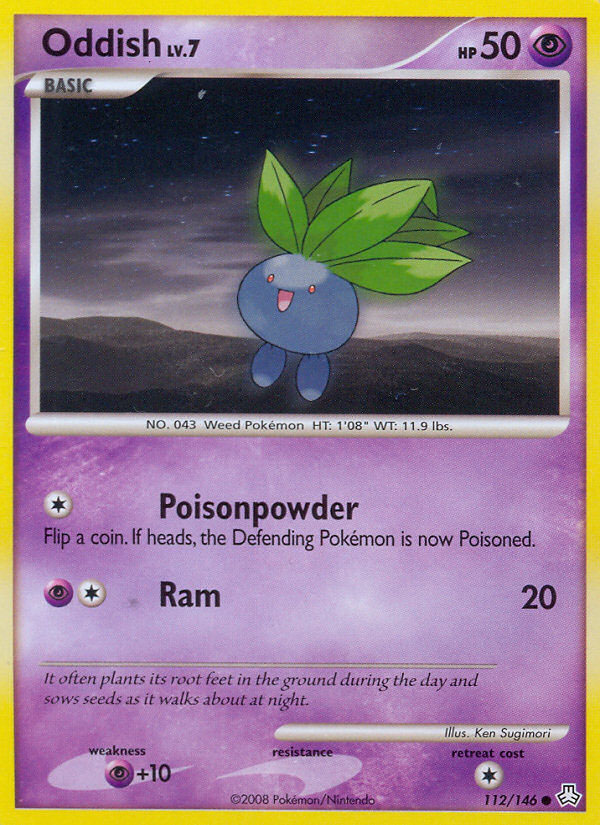 Oddish LV.7 HP 50
BASIC
NO. 043 Weed Pokémon HT: 1'08" WT: 11.9 lbs.
Poisonpowder
Flip a coin. If heads, the Defending Pokémon is now Poisoned.
Ram 20
It often plants its root feet in the ground during the day and
sows seeds as it walks about at night.
Illus. Ken Sugimori
weakness resistance retreat cost
+10
©2008 Pokémon/Nintendo 112/146